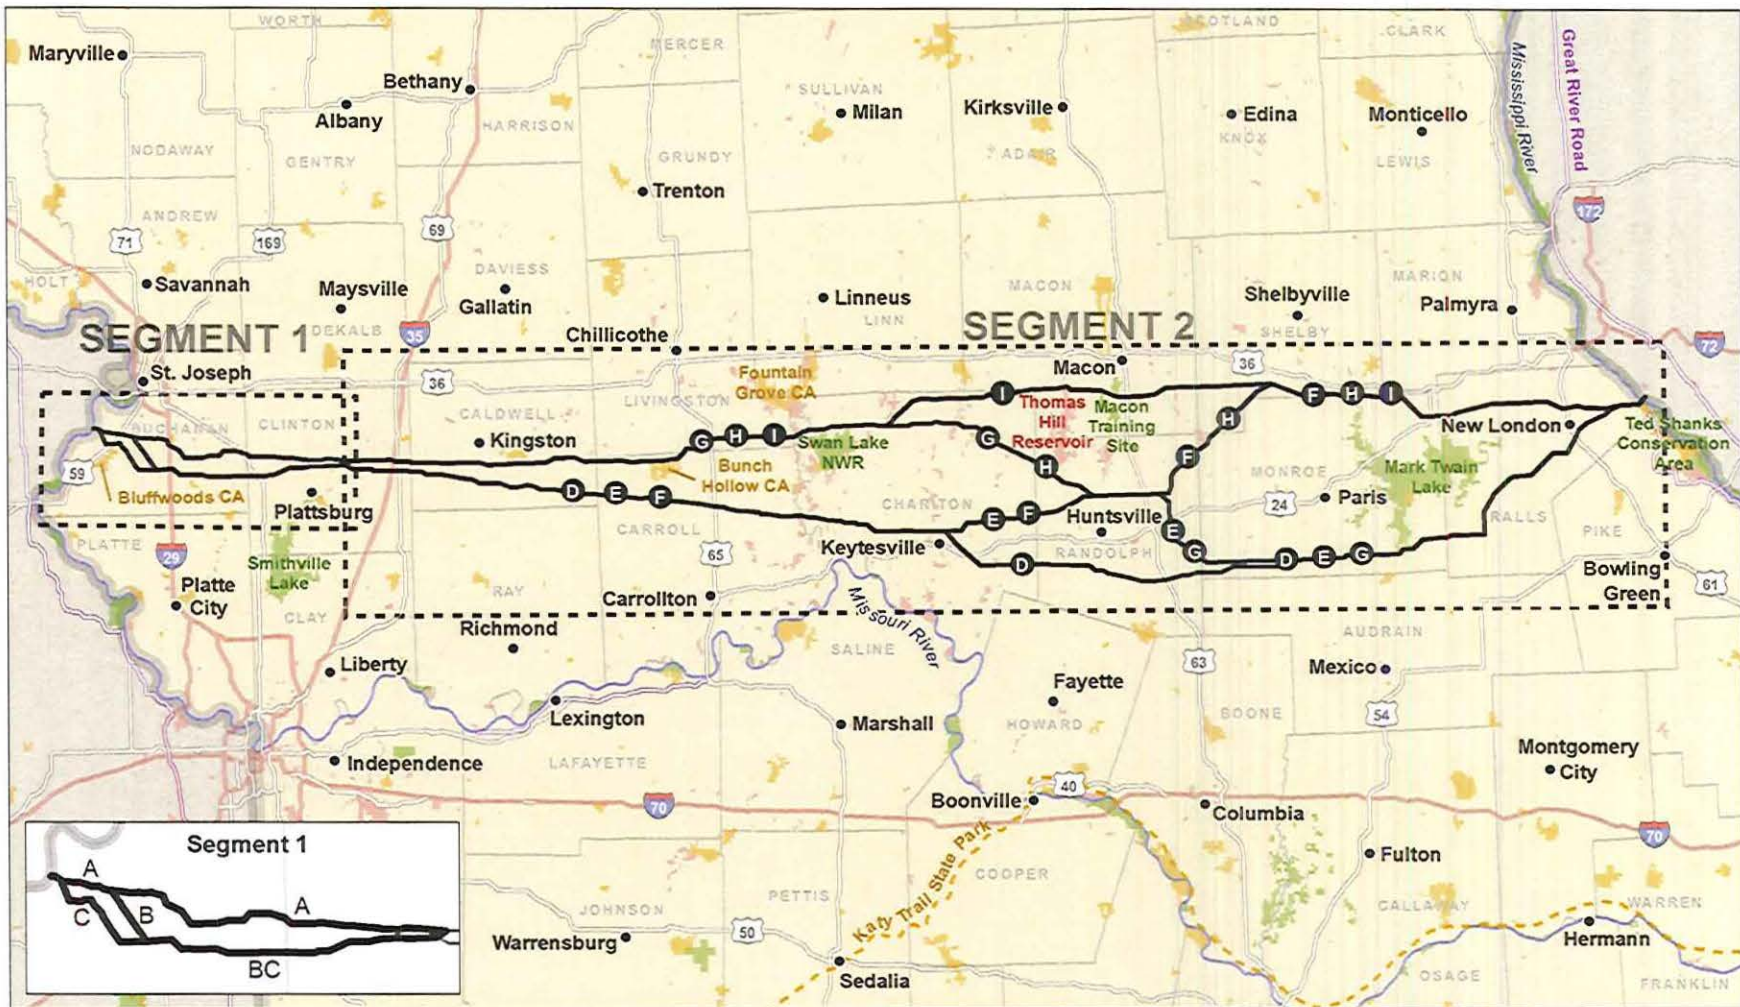 WORTH
SCOTLAND
CLARK
Maryville
MERCER
Great River Road
Mississippi River
Bethany
SULLIVAN
Albany
Milan
Kirksville
Edina
Monticello
HARRISON
KNOX
NODAWAY
GENTRY
GRUNDY
ADAIR
LEWIS
Trenton
172
ANDREW
71
169
69
HOLT
Savannah
Maysville
DAVIESS
Gallatin
Linneus
MACON
MARION
Shelbyville
Palmyra
DEKALB
35
Chillicothe
LINN
SEGMENT 1
SEGMENT 2
SHELBY
72
St. Joseph
36
Macon
36
Fountain
Grove CA
LIVINGSTON
I
Thomas
Hill
Reservoir
Macon
Training
Site
F H I
BUCHANAN
CLINTON
CALDWELL
Kingston
G H I
Swan Lake
NWR
G
H
H
F
New London
Ted Shanks
Conservation
Area
59
Bluffwoods CA
Bunch
Hollow CA
MONROE
Mark Twain
Lake
Plattsburg
D E F
CHARITON
E F
Huntsville
24
Paris
RALLS
PIKE
PLATTE
29
Smithville
Lake
CARROLL
65
Keytesville
RANDOLPH
E
G
D
D E G
Bowling
Green
61
Platte
City
CLAY
RAY
Carrollton
Missouri River
Richmond
AUDRAIN
Liberty
SALINE
63
Mexico
Lexington
Fayette
HOWARD
BOONE
54
Marshall
Independence
LAFAYETTE
Montgomery
City
70
Boonville
40
Columbia
70
Segment 1
A
C
B
A
BC
Katy Trail State Park
Fulton
PETTIS
COOPER
JOHNSON
CALLAWAY
WARREN
Warrensburg
50
Hermann
Sedalia
OSAGE
FRANKLIN